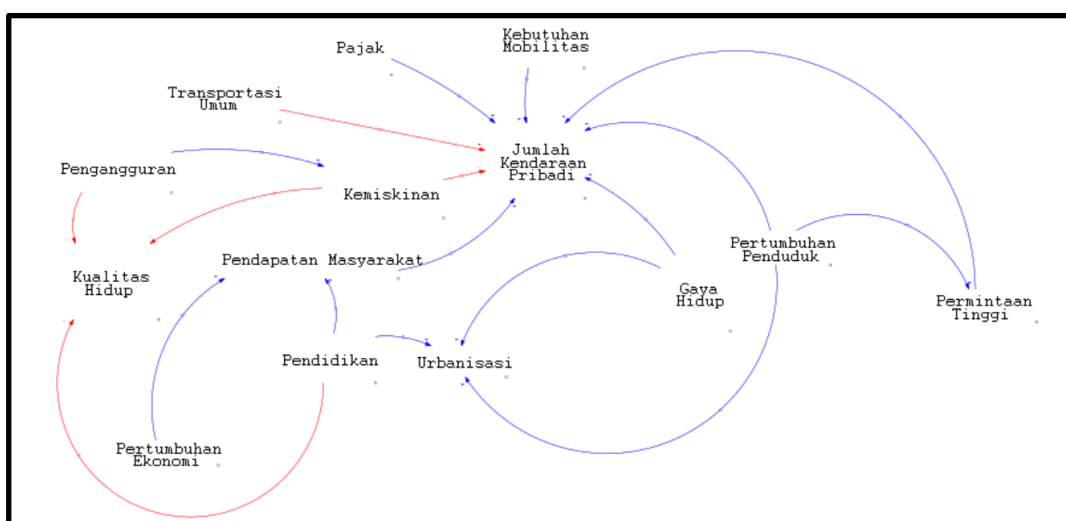 Pajak
Kebutuhan
Mobilitas
Transportasi
Umum
Jumlah
Kendaraan
Pribadi
Pengangguran
Kemiskinan
Pertumbuhan
Penduduk
Pendapatan Masyarakat
Kualitas
Hidup
Gaya
Hidup
Permintaan
Tinggi
Pendidikan
Urbanisasi
Pertumbuhan
Ekonomi